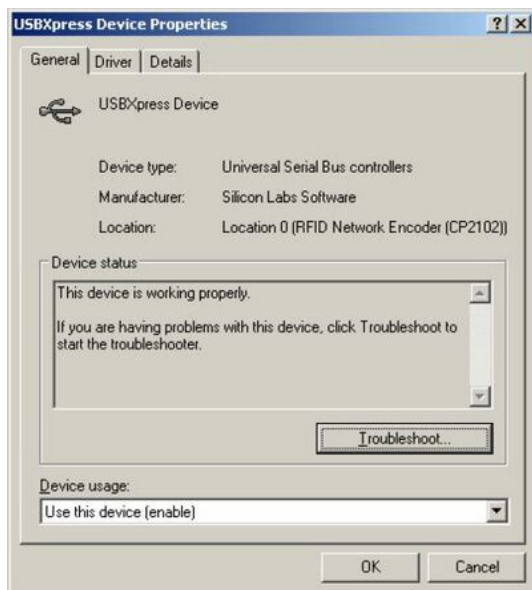 USBXpress Device Properties
General Driver Details
USBXpress Device
Device type: Universal Serial Bus controllers
Manufacturer: Silicon Labs Software
Location: Location 0 (RFID Network Encoder (CP2102))
Device status
This device is working properly.
If you are having problems with this device, click Troubleshoot to
start the troubleshooter.
Troubleshoot...
Device usage:
Use this device (enable)
OK Cancel